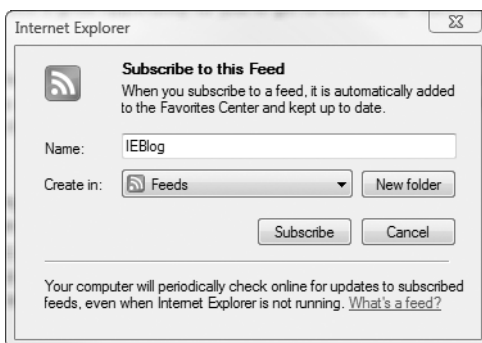 Internet Explorer
Subscribe to this Feed
When you subscribe to a feed, it is automatically added
to the Favorites Center and kept up to date.
Name: IEBlog
Create in: Feeds New folder
Subscribe Cancel
Your computer will periodically check online for updates to subscribed
feeds, even when Internet Explorer is not running. What's a feed?